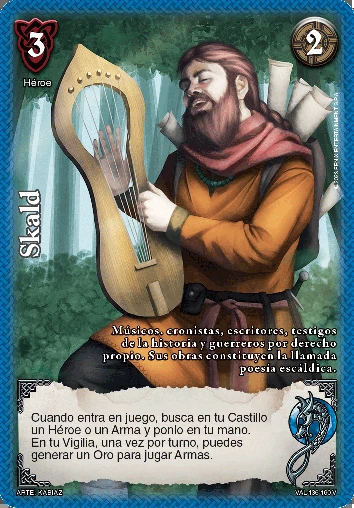 3
2
Héroe
Skald
Músicos, cronistas, escritores, testigos
de la historia y guerreros por derecho
propio. Sus obras constituyen la llamada
poesía escáldica.
Cuando entra en juego, busca en tu Castillo
un Héroe o un Arma y ponlo en tu mano.
En tu Vigilia, una vez por turno, puedes
generar un Oro para jugar Armas.
ARTE: KABIAZ